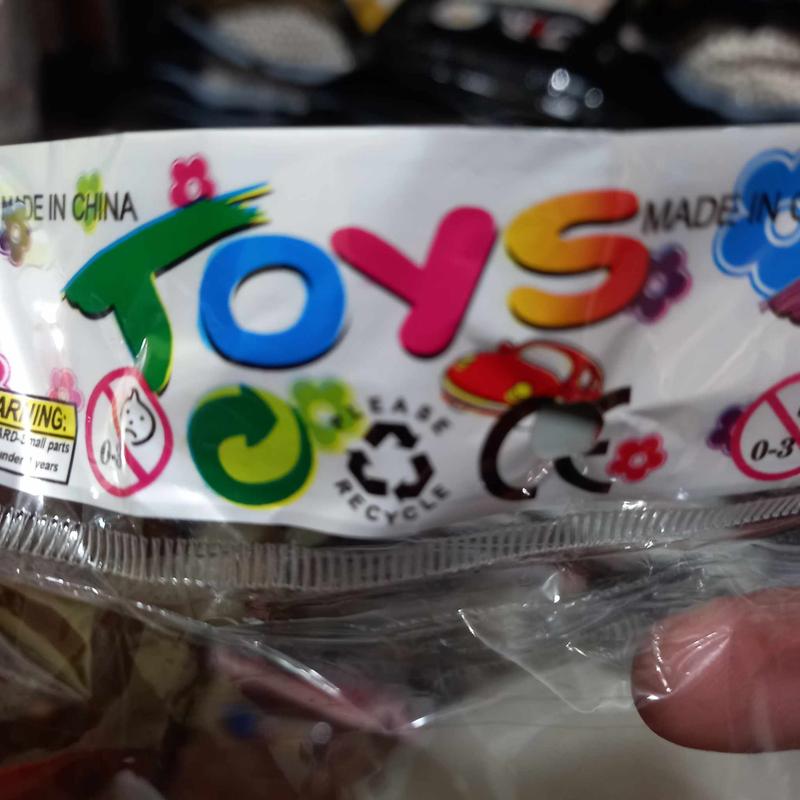 MADE IN CHINA
TOYS
MADE IN
WARNING:
small parts
under
years
0-3
PLEASE RECYCLE
CE
0-3